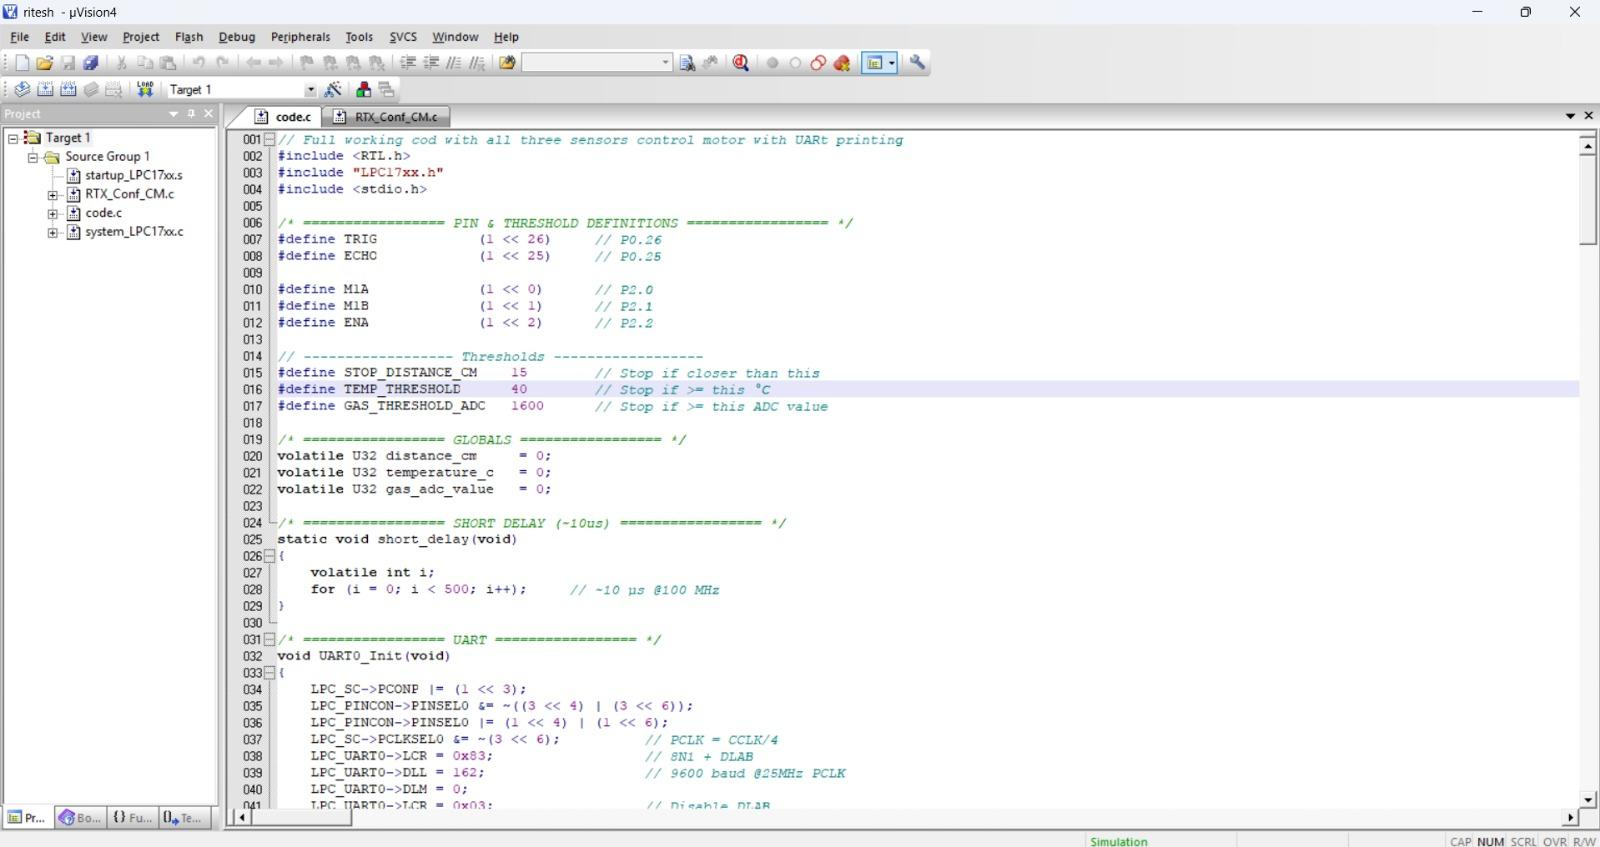 ritesh - µVision4
File Edit View Project Flash Debug Peripherals Tools SVCS Window Help
LOAD Target 1
Project
code.c RTX_Conf_CM.c
Target 1
Source Group 1
startup_LPC17xx.s
RTX_Conf_CM.c
code.c
system_LPC17xx.c
001 // Full working cod with all three sensors control motor with UARt printing
002 #include <RTL.h>
003 #include "LPC17xx.h"
004 #include <stdio.h>
005
006 /* ================= PIN & THRESHOLD DEFINITIONS ================= */
007 #define TRIG (1 << 26) // P0.26
008 #define ECHO (1 << 25) // P0.25
009
010 #define M1A (1 << 0) // P2.0
011 #define M1B (1 << 1) // P2.1
012 #define ENA (1 << 2) // P2.2
013
014 // ------------------ Thresholds ------------------
015 #define STOP_DISTANCE_CM 15 // Stop if closer than this
016 #define TEMP_THRESHOLD 40 // Stop if >= this °C
017 #define GAS_THRESHOLD_ADC 1600 // Stop if >= this ADC value
018
019 /* ================= GLOBALS ================= */
020 volatile U32 distance_cm = 0;
021 volatile U32 temperature_c = 0;
022 volatile U32 gas_adc_value = 0;
023
024 /* ================= SHORT DELAY (~10us) ================= */
025 static void short_delay(void)
026 {
027 volatile int i;
028 for (i = 0; i < 500; i++); // ~10 µs @100 MHz
029 }
030
031 /* ================= UART ================= */
032 void UART0_Init(void)
033 {
034 LPC_SC->PCONP |= (1 << 3);
035 LPC_PINCON->PINSEL0 &= ~((3 << 4) | (3 << 6));
036 LPC_PINCON->PINSEL0 |= (1 << 4) | (1 << 6);
037 LPC_SC->PCLKSEL0 &= ~(3 << 6); // PCLK = CCLK/4
038 LPC_UART0->LCR = 0x83; // 8N1 + DLAB
039 LPC_UART0->DLL = 162; // 9600 baud @25MHz PCLK
040 LPC_UART0->DLM = 0;
041 LPC_UART0->LCR = 0x03; // Disable DLAB
Pr... Bo... {} Fu... Te...
Simulation CAP NUM SCRL OVR R/W